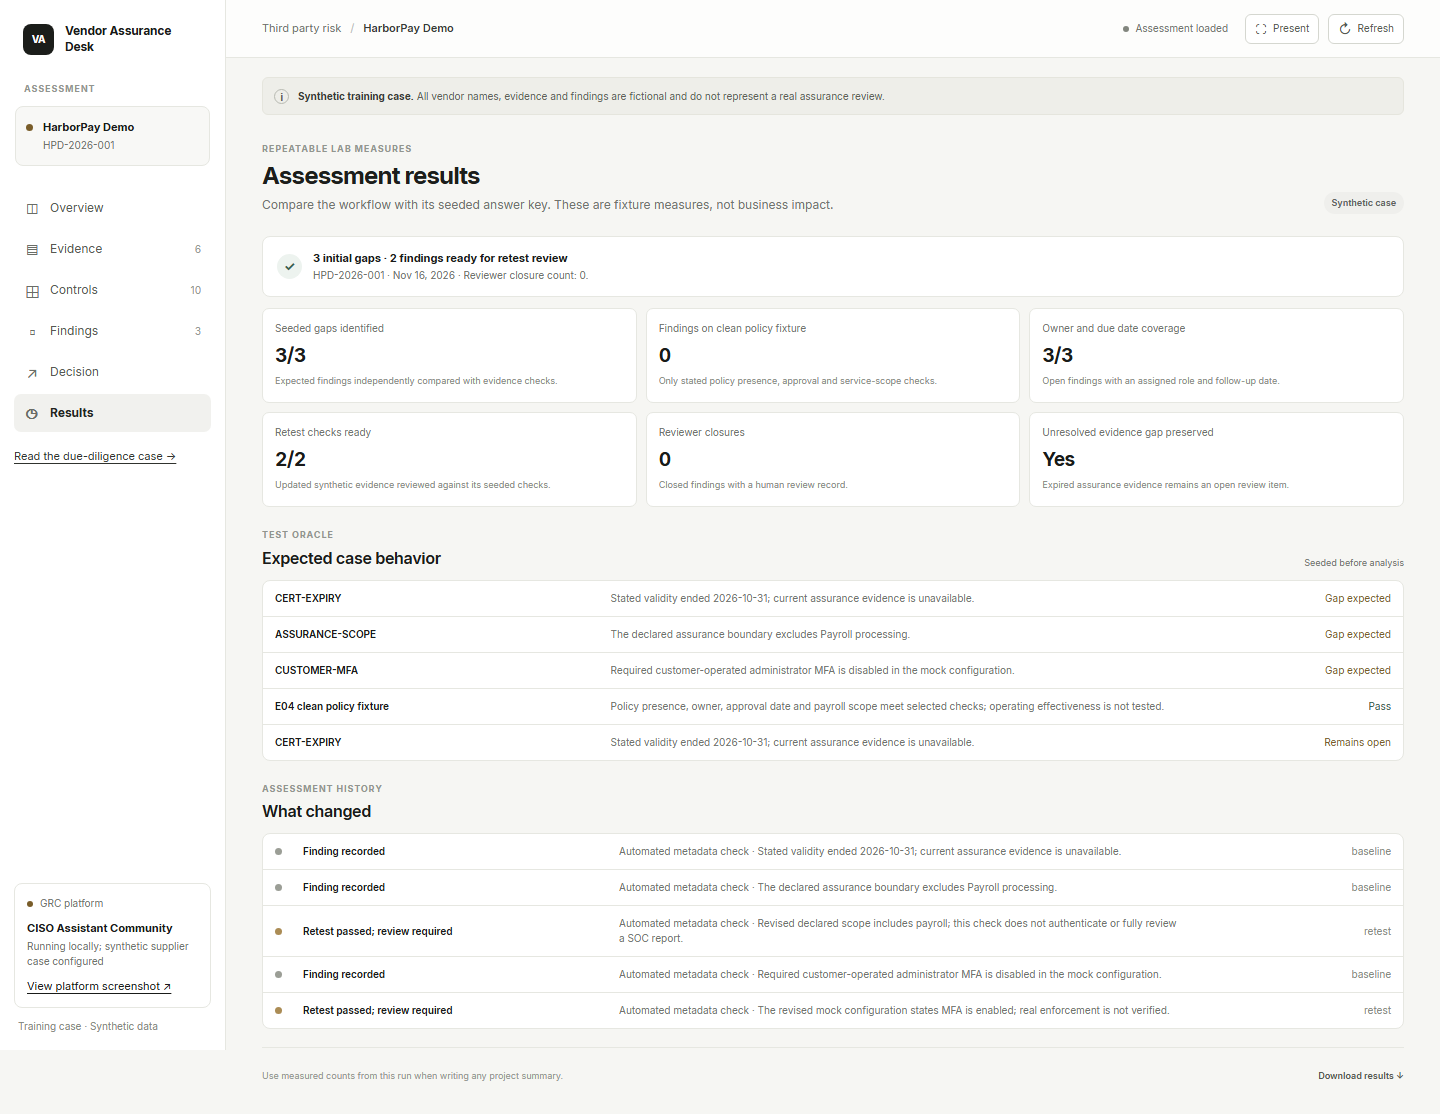 VA
Vendor Assurance
Desk
ASSESSMENT
HarborPay Demo
HPD-2026-001
Overview
Evidence 6
Controls 10
Findings 3
Decision
Results
Read the due-diligence case →
GRC platform
CISO Assistant Community
Running locally; synthetic supplier
case configured
View platform screenshot ↗
Training case · Synthetic data
Third party risk / HarborPay Demo
Assessment loaded
Present
Refresh
Synthetic training case. All vendor names, evidence and findings are fictional and do not represent a real assurance review.
REPEATABLE LAB MEASURES
Assessment results
Compare the workflow with its seeded answer key. These are fixture measures, not business impact.
Synthetic case
3 initial gaps · 2 findings ready for retest review
HPD-2026-001 · Nov 16, 2026 · Reviewer closure count: 0.
Seeded gaps identified
3/3
Expected findings independently compared with evidence checks.
Findings on clean policy fixture
0
Only stated policy presence, approval and service-scope checks.
Owner and due date coverage
3/3
Open findings with an assigned role and follow-up date.
Retest checks ready
2/2
Updated synthetic evidence reviewed against its seeded checks.
Reviewer closures
0
Closed findings with a human review record.
Unresolved evidence gap preserved
Yes
Expired assurance evidence remains an open review item.
TEST ORACLE
Expected case behavior
Seeded before analysis
CERT-EXPIRY Stated validity ended 2026-10-31; current assurance evidence is unavailable. Gap expected
ASSURANCE-SCOPE The declared assurance boundary excludes Payroll processing. Gap expected
CUSTOMER-MFA Required customer-operated administrator MFA is disabled in the mock configuration. Gap expected
E04 clean policy fixture Policy presence, owner, approval date and payroll scope meet selected checks; operating effectiveness is not tested. Pass
CERT-EXPIRY Stated validity ended 2026-10-31; current assurance evidence is unavailable. Remains open
ASSESSMENT HISTORY
What changed
Finding recorded Automated metadata check · Stated validity ended 2026-10-31; current assurance evidence is unavailable. baseline
Finding recorded Automated metadata check · The declared assurance boundary excludes Payroll processing. baseline
Retest passed; review required Automated metadata check · Revised declared scope includes payroll; this check does not authenticate or fully review
a SOC report. retest
Finding recorded Automated metadata check · Required customer-operated administrator MFA is disabled in the mock configuration. baseline
Retest passed; review required Automated metadata check · The revised mock configuration states MFA is enabled; real enforcement is not verified. retest
Use measured counts from this run when writing any project summary.
Download results ↓